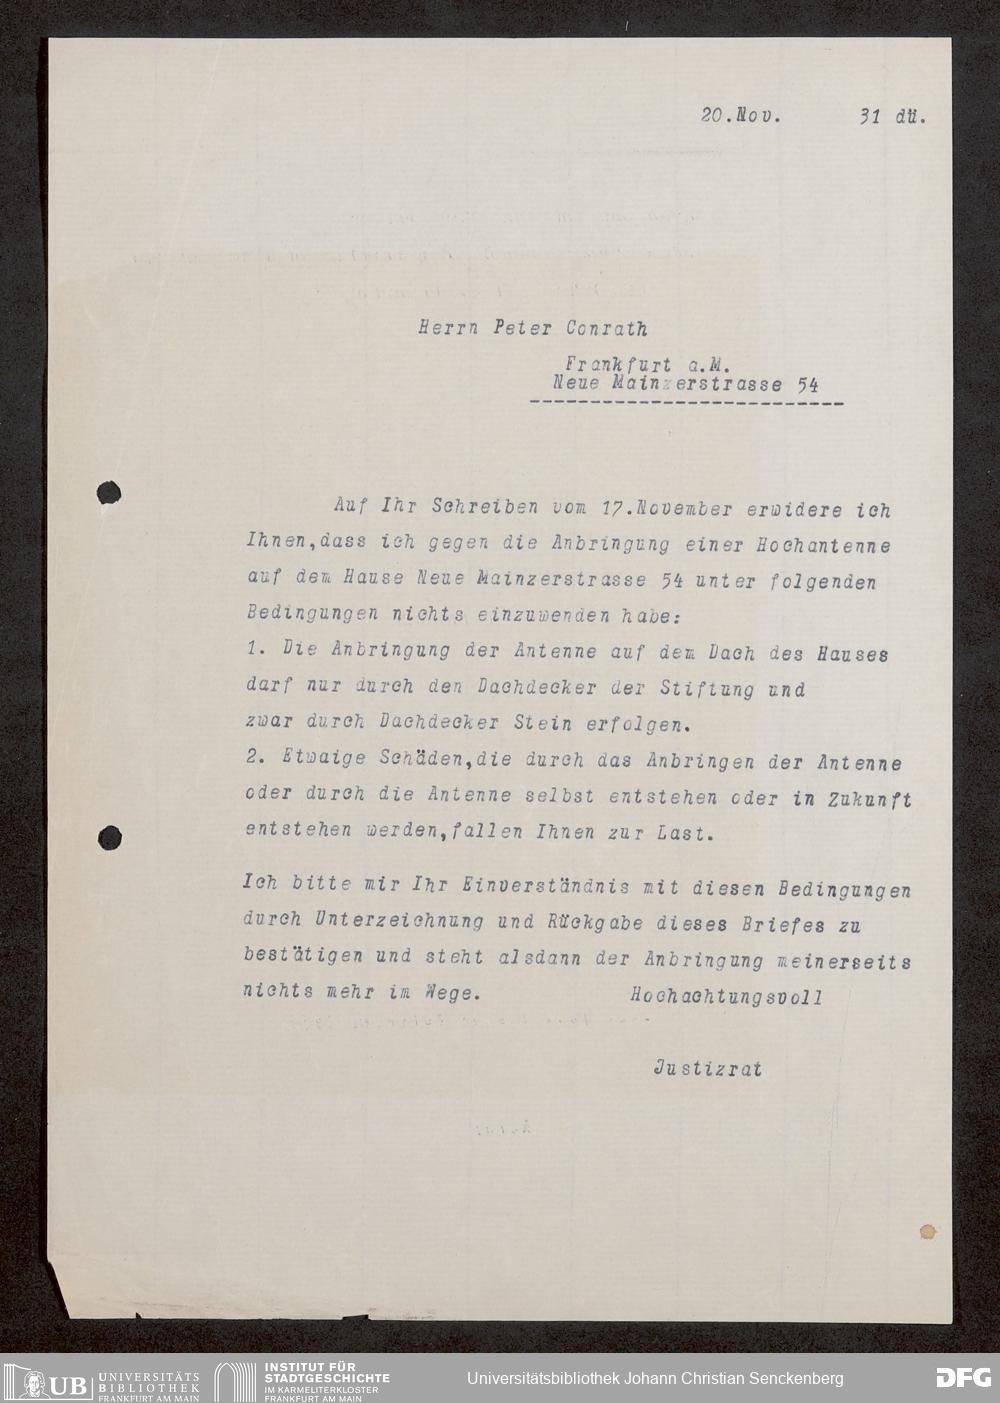 20.Nov. 31 dü.
Herrn Peter Conrath
Frankfurt a.M.
Neue Mainzerstrasse 54
Auf Ihr Schreiben vom 17.November erwidere ich
Ihnen,dass ich gegen die Anbringung einer Hochantenne
auf dem Hause Neue Mainzerstrasse 54 unter folgenden
Bedingungen nichts einzuwenden habe:
1. Die Anbringung der Antenne auf dem Dach des Hauses
darf nur durch den Dachdecker der Stiftung und
zwar durch Dachdecker Stein erfolgen.
2. Etwaige Schäden,die durch das Anbringen der Antenne
oder durch die Antenne selbst entstehen oder in Zukunft
entstehen werden,fallen Ihnen zur Last.
Ich bitte mir Ihr Einverständnis mit diesen Bedingungen
durch Unterzeichnung und Rückgabe dieses Briefes zu
bestätigen und steht alsdann der Anbringung meinerseits
nichts mehr im Wege. Hochachtungsvoll
Justizrat
UB UNIVERSITÄTS
BIBLIOTHEK
FRANKFURT AM MAIN
INSTITUT FÜR
STADTGESCHICHTE
IM KARMELITERKLOSTER
FRANKFURT AM MAIN
Universitätsbibliothek Johann Christian Senckenberg
DFG